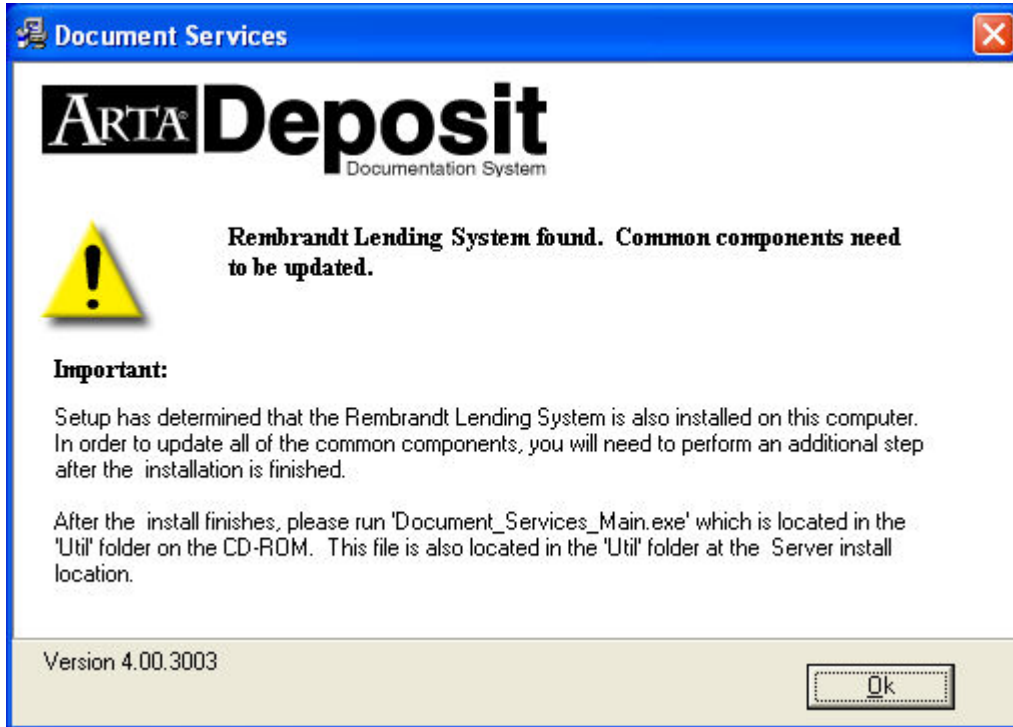 Document Services
ARTA® Deposit
Documentation System
Rembrandt Lending System found. Common components need
to be updated.
Important:
Setup has determined that the Rembrandt Lending System is also installed on this computer.
In order to update all of the common components, you will need to perform an additional step
after the installation is finished.
After the install finishes, please run 'Document_Services_Main.exe' which is located in the
'Util' folder on the CD-ROM. This file is also located in the 'Util' folder at the Server install
location.
Version 4.00.3003
Ok